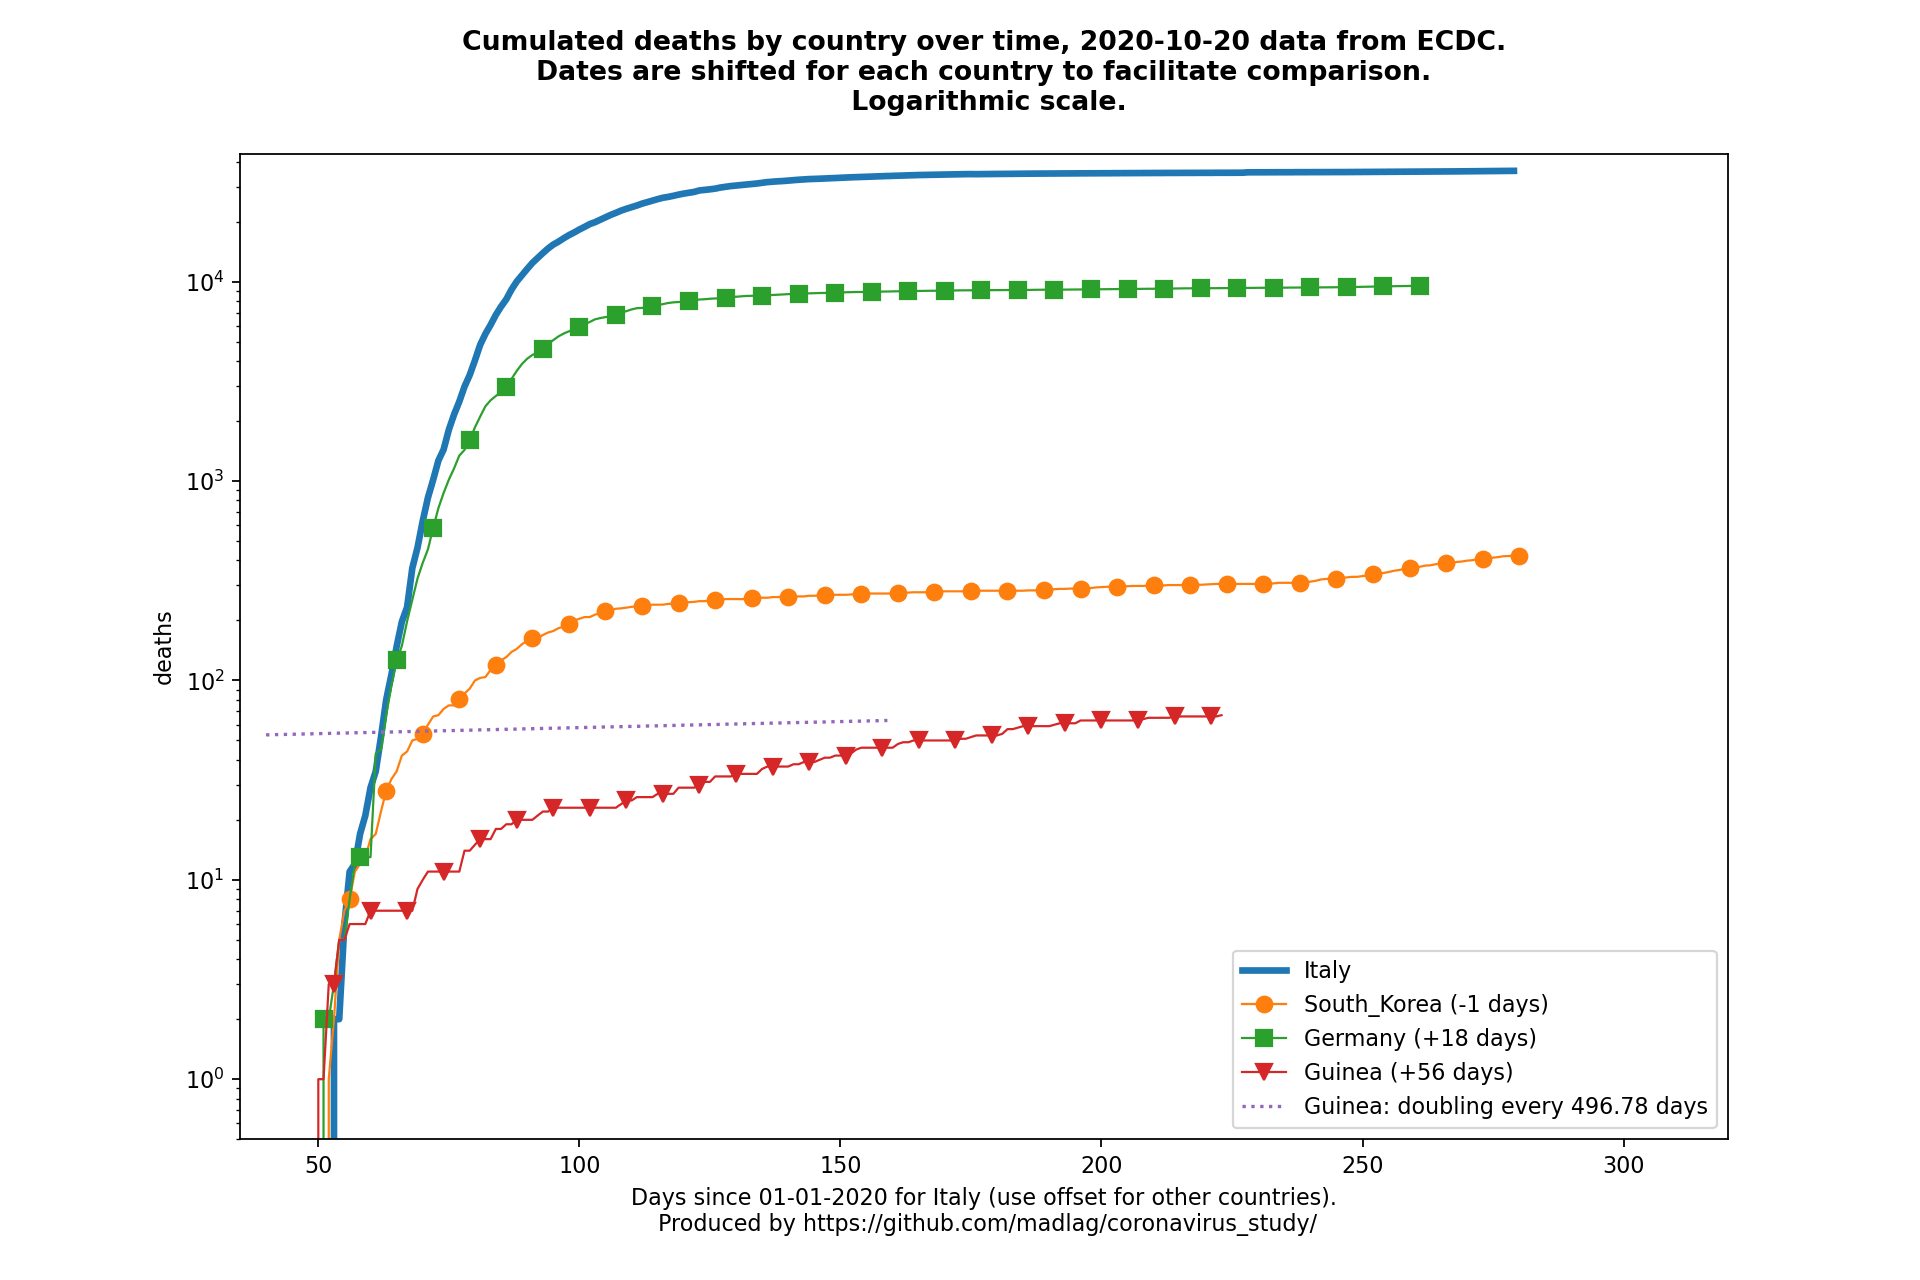 Cumulated deaths by country over time, 2020-10-20 data from ECDC.
Dates are shifted for each country to facilitate comparison.
Logarithmic scale.
deaths
10^4
10^3
10^2
10^1
10^0
Italy
South_Korea (-1 days)
Germany (+18 days)
Guinea (+56 days)
Guinea: doubling every 496.78 days
50 100 150 200 250 300
Days since 01-01-2020 for Italy (use offset for other countries).
Produced by https://github.com/madlag/coronavirus_study/